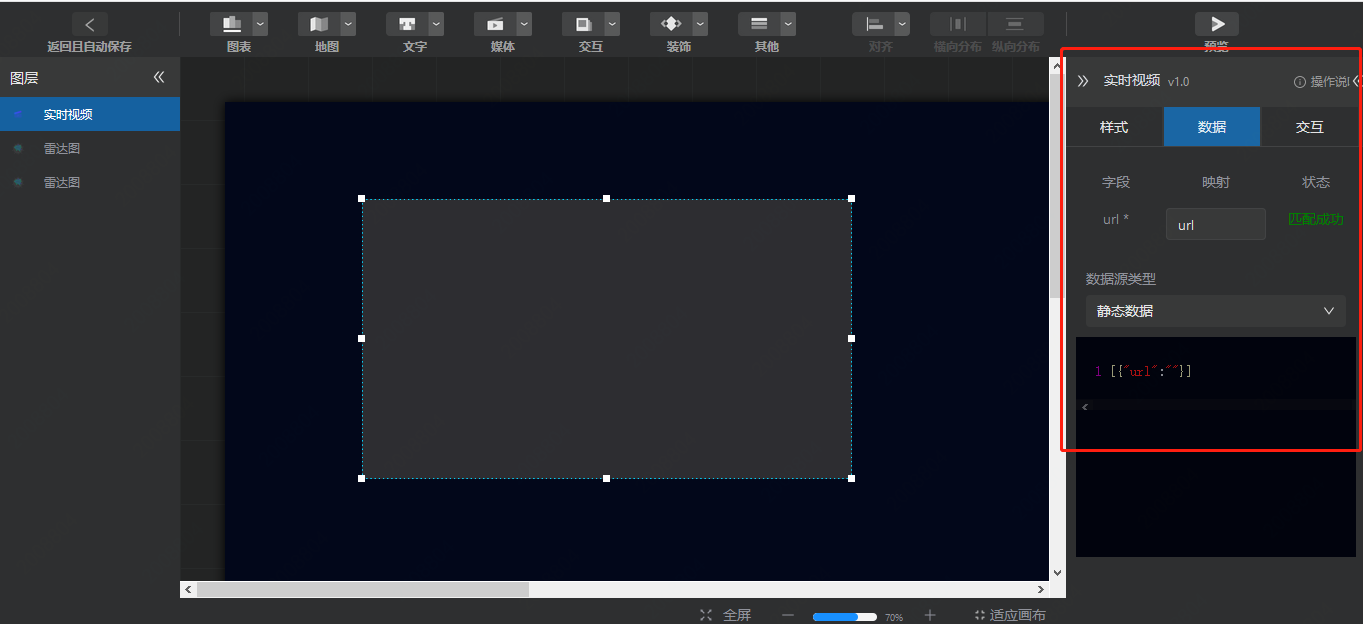 返回且自动保存
图表
地图
文字
媒体
交互
装饰
其他
对齐
横向分布
纵向分布
预览
图层
实时视频
雷达图
雷达图
实时视频 v1.0
操作说
样式
数据
交互
字段 映射 状态
url * url 匹配成功
数据源类型
静态数据
1 [{"url":""}]
全屏
70%
适应画布